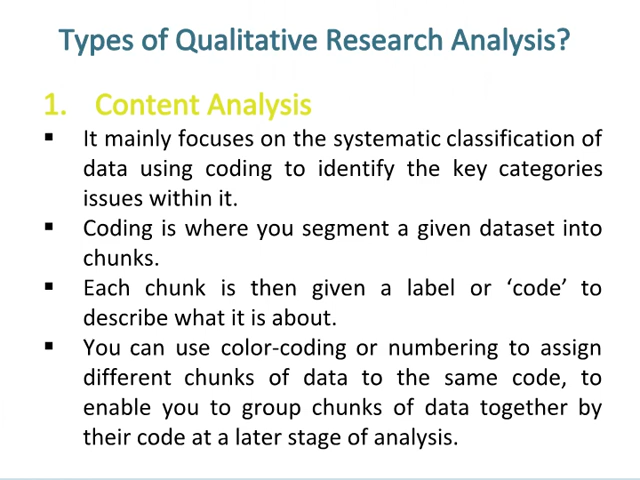 Types of Qualitative Research Analysis?
1. Content Analysis
▪ It mainly focuses on the systematic classification of
data using coding to identify the key categories
issues within it.
▪ Coding is where you segment a given dataset into
chunks.
▪ Each chunk is then given a label or ‘code’ to
describe what it is about.
▪ You can use color-coding or numbering to assign
different chunks of data to the same code, to
enable you to group chunks of data together by
their code at a later stage of analysis.